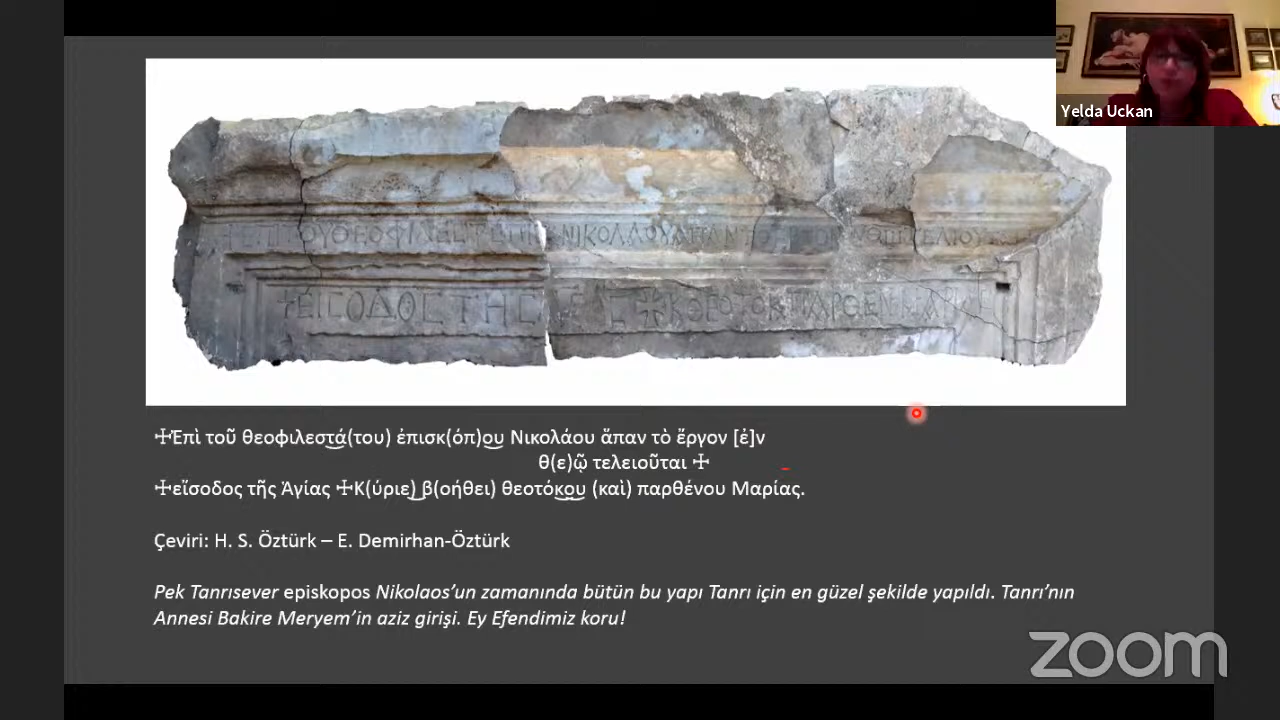 Yelda Uckan
☩Ἐπὶ τοῦ θεοφιλεστά(του) ἐπισκ(όπ)ου Νικολάου ἅπαν τὸ ἔργον [ἐ]ν
θ(ε)ῷ τελειοῦται ☩
☩εἴσοδος τῆς Ἁγίας ☩Κ(ύριε) β(οήθει) θεοτόκου (καὶ) παρθένου Μαρίας.
Çeviri: H. S. Öztürk – E. Demirhan-Öztürk
Pek Tanrısever episkopos Nikolaos’un zamanında bütün bu yapı Tanrı için en güzel şekilde yapıldı. Tanrı’nın
Annesi Bakire Meryem’in aziz girişi. Ey Efendimiz koru!
zoom